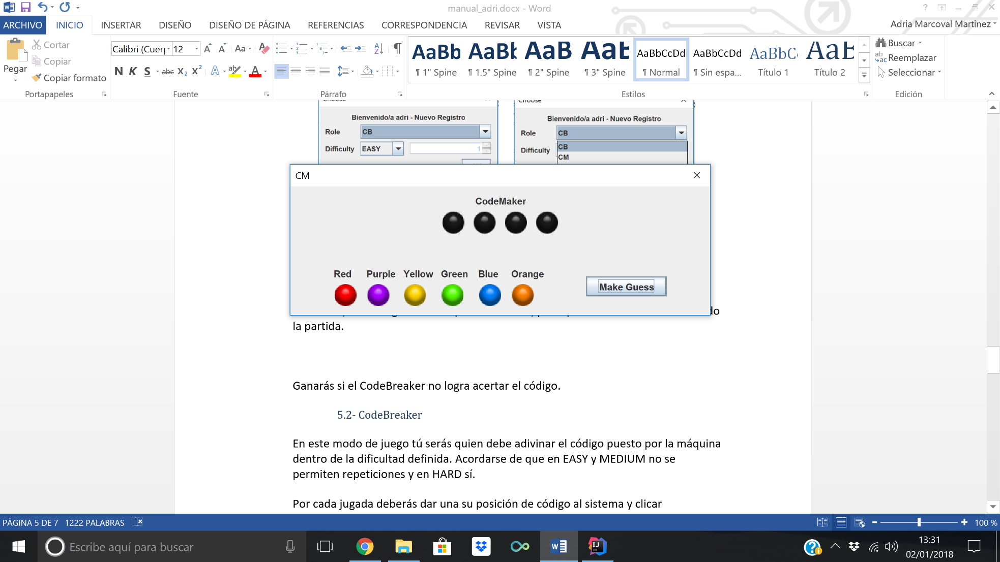 manual_adri.docx - Word
ARCHIVO INICIO INSERTAR DISEÑO DISEÑO DE PÁGINA REFERENCIAS CORRESPONDENCIA REVISAR VISTA
Adria Marcoval Martinez
Pegar
Cortar
Copiar
Copiar formato
Portapapeles
Calibri (Cuerp 12
Aa
N K S abc X2 X2
Fuente
Párrafo
AaBb AaBb AaB AaB AaBbCcDd AaBbCcDd AaBbC AaB
¶ 1" Spine ¶ 1.5" Spine ¶ 2" Spine ¶ 3" Spine ¶ Normal ¶ Sin espa... Título 1 Título 2
Estilos
Buscar
Reemplazar
Seleccionar
Edición
Choose
Bienvenido/a adri - Nuevo Registro
Role CB
Difficulty EASY 1
Choose
Bienvenido/a adri - Nuevo Registro
Role CB
Difficulty CB
CM
CM
CodeMaker
Red Purple Yellow Green Blue Orange
Make Guess
la partida.
Ganarás si el CodeBreaker no logra acertar el código.
5.2- CodeBreaker
En este modo de juego tú serás quien debe adivinar el código puesto por la máquina
dentro de la dificultad definida. Acordarse de que en EASY y MEDIUM no se
permiten repeticiones y en HARD sí.
Por cada jugada deberás dar una su posición de código al sistema y clicar
PÁGINA 5 DE 7 1222 PALABRAS
100 %
Escribe aquí para buscar
13:31
02/01/2018